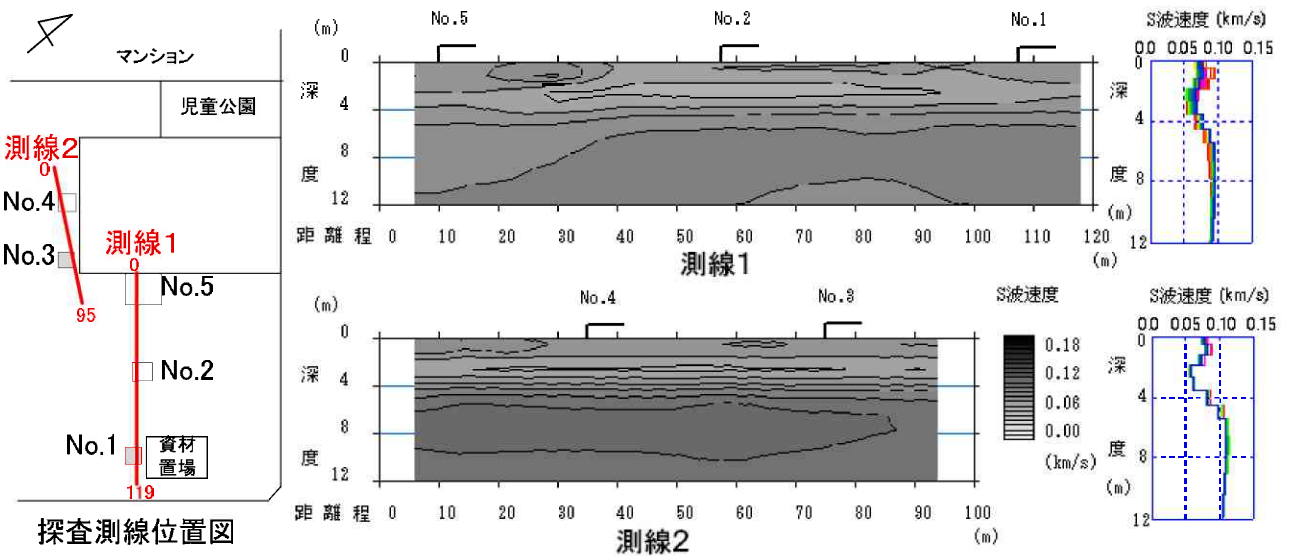 マンション
児童公園
測線2
0
No.4
No.3
95
測線1
0
No.5
No.2
No.1
資材
置場
119
探査測線位置図
(m)
No.5
No.2
No.1
0
4
8
12
深
度
深
度
(m)
距離程
0 10 20 30 40 50 60 70 80 90 100 110 120
(m)
測線1
S波速度 (km/s)
0.0 0.05 0.10 0.15
0
4
8
12
(m)
No.4
No.3
0
4
8
12
深
度
距離程
0 10 20 30 40 50 60 70 80 90 100
(m)
測線2
S波速度
0.18
0.12
0.06
0.00
(km/s)
S波速度 (km/s)
0.0 0.05 0.10 0.15
0
4
8
12
深
度
(m)